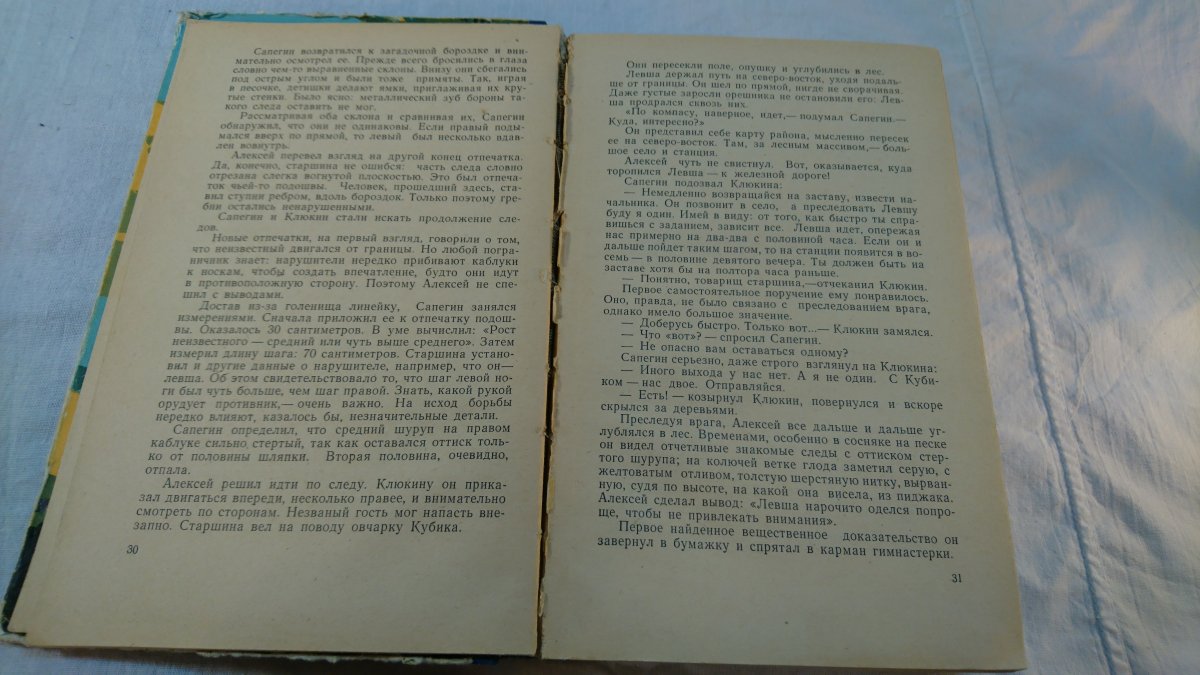 Сапегин возвратился к загадочной бороздке и вни-
мательно осмотрел ее. Прежде всего бросились в глаза
словно чем-то выравненные склоны. Внизу они сбегались
под острым углом и были тоже примяты. Так, играя
в песочке, детишки делают ямки, приглаживая их кру-
тые стенки. Было ясно: металлический зуб бороны та-
кого следа оставить не мог.
Рассматривая оба склона и сравнивая их, Сапегин
обнаружил, что они не одинаковы. Если правый поды-
мался вверх по прямой, то левый был несколько вдав-
лен вовнутрь.
Алексей перевел взгляд на другой конец отпечатка.
Да, конечно, старшина не ошибся: часть следа словно
отрезана слегка вогнутой плоскостью. Это был отпеча-
ток чьей-то подошвы. Человек, прошедший здесь, ста-
вил ступни ребром, вдоль бороздок. Только поэтому гре-
бни остались ненарушенными.
Сапегин и Клюкин стали искать продолжение сле-
дов.
Новые отпечатки, на первый взгляд, говорили о том,
что неизвестный двигался от границы. Но любой погра-
ничник знает: нарушители нередко прибивают каблуки
к носкам, чтобы создать впечатление, будто они идут
в противоположную сторону. Поэтому Алексей не спе-
шил с выводами.
Достав из-за голенища линейку, Сапегин занялся
измерениями. Сначала приложил ее к отпечатку подош-
вы. Оказалось 30 сантиметров. В уме вычислил: «Рост
неизвестного — средний или чуть выше среднего». Затем
измерил длину шага: 70 сантиметров. Старшина устано-
вил и другие данные о нарушителе, например, что он—
левша. Об этом свидетельствовало то, что шаг левой но-
ги был чуть больше, чем шаг правой. Знать, какой рукой
орудует противник,— очень важно. На исход борьбы
нередко влияют, казалось бы, незначительные детали.
Сапегин определил, что средний шуруп на правом
каблуке сильно стертый, так как оставался оттиск толь-
ко от половины шляпки. Вторая половина, очевидно,
отпала.
Алексей решил идти по следу. Клюкину он прика-
зал двигаться впереди, несколько правее, и внимательно
смотреть по сторонам. Незваный гость мог напасть вне-
запно. Старшина вел на поводу овчарку Кубика.
30
Они пересекли поле, опушку и углубились в лес.
Левша держал путь на северо-восток, уходя подаль-
ше от границы. Он шел по прямой, нигде не сворачивая.
Даже густые заросли орешника не остановили его: Лев-
ша продрался сквозь них.
«По компасу, наверное, идет,— подумал Сапегин.—
Куда, интересно?»
Он представил себе карту района, мысленно пересек
ее на северо-восток. Там, за лесным массивом,— боль-
шое село и станция.
Алексей чуть не свистнул. Вот, оказывается, куда
торопился Левша — к железной дороге!
Сапегин подозвал Клюкина:
— Немедленно возвращайся на заставу, извести на-
чальника. Он позвонит в село, а преследовать Левшу
буду я один. Имей в виду: от того, как быстро ты спра-
вишься с заданием, зависит все. Левша идет, опережая
нас примерно на два-два с половиной часа. Если он и
дальше пойдет таким шагом, то на станции появится в во-
семь — в половине девятого вечера. Ты должен быть на
заставе хотя бы на полтора часа раньше.
— Понятно, товарищ старшина,—отчеканил Клюкин.
Первое самостоятельное поручение ему понравилось.
Оно, правда, не было связано с преследованием врага,
однако имело большое значение.
— Доберусь быстро. Только вот...— Клюкин замялся.
— Что «вот»? — спросил Сапегин.
— Не опасно вам оставаться одному?
Сапегин серьезно, даже строго взглянул на Клюкина:
— Иного выхода у нас нет. А я не один. С Куби-
ком — нас двое. Отправляйся.
— Есть! — козырнул Клюкин, повернулся и вскоре
скрылся за деревьями.
Преследуя врага, Алексей все дальше и дальше уг-
лублялся в лес. Временами, особенно в сосняке на песке
он видел отчетливые знакомые следы с оттиском стер-
того шурупа; на колючей ветке глода заметил серую, с
желтоватым отливом, толстую шерстяную нитку, вырван-
ную, судя по высоте, на какой она висела, из пиджака.
Алексей сделал вывод: «Левша нарочито оделся попро-
ще, чтобы не привлекать внимания».
Первое найденное вещественное доказательство он
завернул в бумажку и спрятал в карман гимнастерки.
31